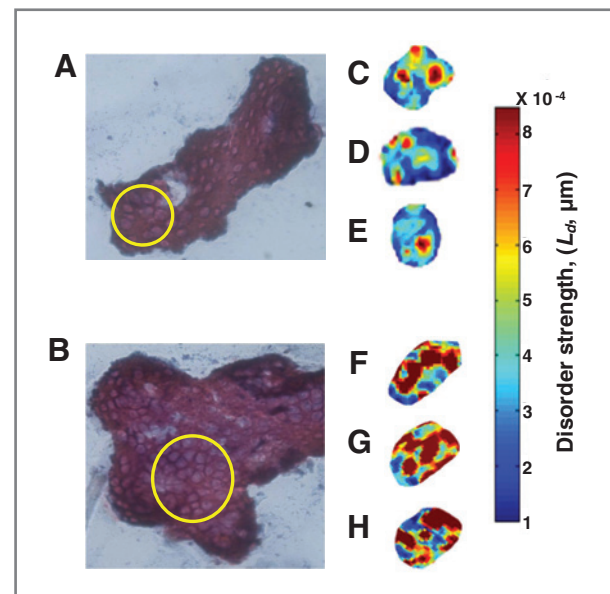 A
B
C
D
E
F
G
H
X 10⁻⁴
8
7
6
5
4
3
2
1
Disorder strength, (L_d, μm)